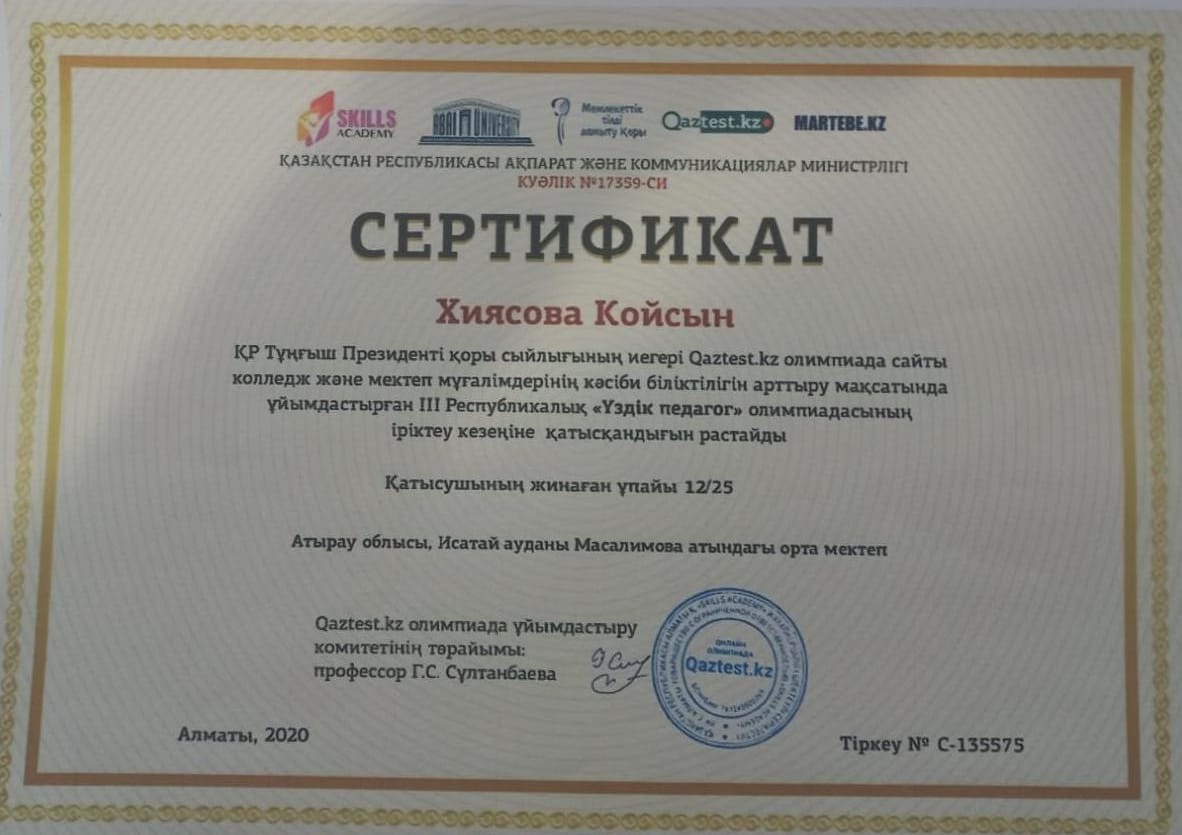 SKILLS
ACADEMY
ABAI UNIVERSITY
Мемлекеттік
тілді
дамыту Қоры
Qaztest.kz
MARTEBE.KZ
ҚАЗАҚСТАН РЕСПУБЛИКАСЫ АҚПАРАТ ЖӘНЕ КОММУНИКАЦИЯЛАР МИНИСТРЛІГІ
КУӘЛІК №17359-СИ
СЕРТИФИКАТ
Хиясова Койсын
ҚР Тұңғыш Президенті қоры сыйлығының иегері Qaztest.kz олимпиада сайты
колледж және мектеп мұғалімдерінің кәсіби біліктілігін арттыру мақсатында
ұйымдастырған III Республикалық «Үздік педагог» олимпиадасының
іріктеу кезеңіне қатысқандығын растайды
Қатысушының жинаған ұпайы 12/25
Атырау облысы, Исатай ауданы Масалимова атындағы орта мектеп
Qaztest.kz олимпиада ұйымдастыру
комитетінің төрайымы:
профессор Г.С. Сұлтанбаева
ОНЛАЙН
ОЛИМПИАДА
Qaztest.kz
Алматы, 2020
Тіркеу № С-135575